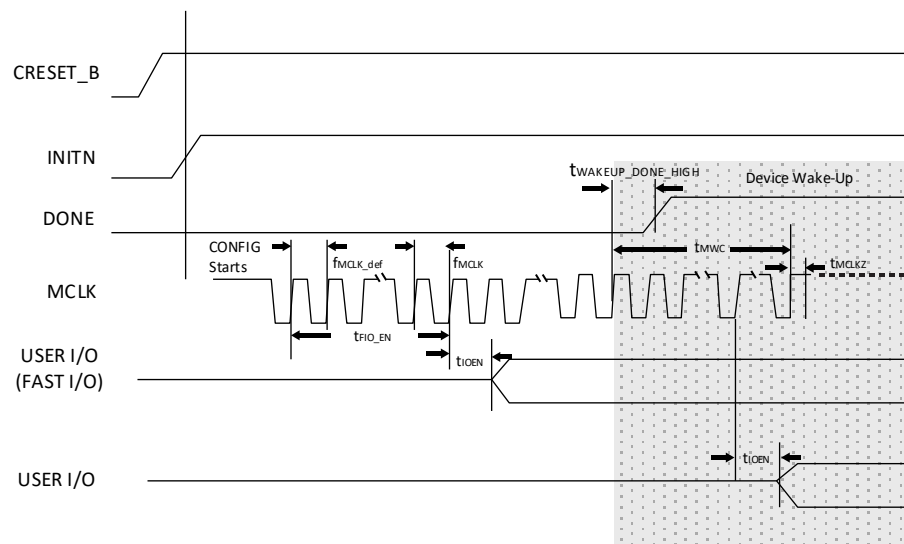 CRESET_B
INITN
tWAKEUP_DONE_HIGH
Device Wake-Up
DONE
CONFIG
Starts
fMCLK_def
fMCLK
tMWC
tMCLKZ
MCLK
tFIO_EN
USER I/O
(FAST I/O)
tIOEN
tIOEN
USER I/O